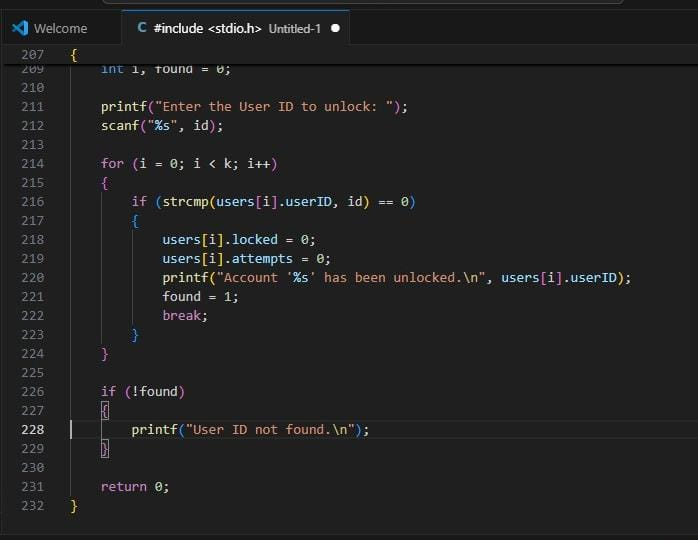 Welcome
C #include <stdio.h> Untitled-1
207 {
209 int i, found = 0;
210
211 printf("Enter the User ID to unlock: ");
212 scanf("%s", id);
213
214 for (i = 0; i < k; i++)
215 {
216 if (strcmp(users[i].userID, id) == 0)
217 {
218 users[i].locked = 0;
219 users[i].attempts = 0;
220 printf("Account '%s' has been unlocked.\n", users[i].userID);
221 found = 1;
222 break;
223 }
224 }
225
226 if (!found)
227 {
228 printf("User ID not found.\n");
229 }
230
231 return 0;
232 }